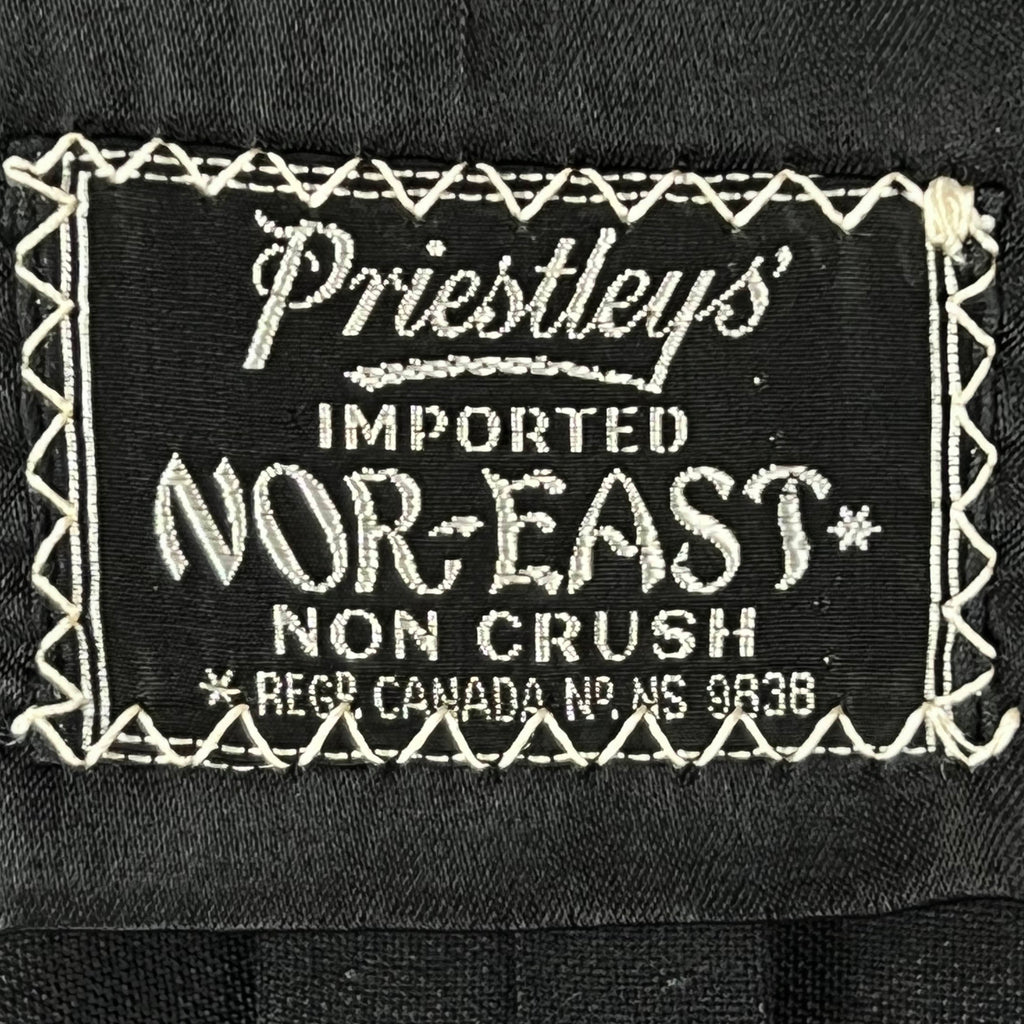 Priestleys'
IMPORTED
NOR-EAST*
NON CRUSH
* REGD. CANADA NO. NS 9838